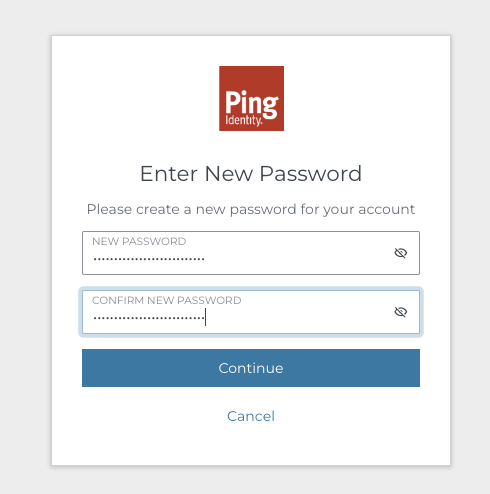 Ping
Identity.
Enter New Password
Please create a new password for your account
NEW PASSWORD
•••••••••••••••••••••••••••
CONFIRM NEW PASSWORD
•••••••••••••••••••••••••••
Continue
Cancel